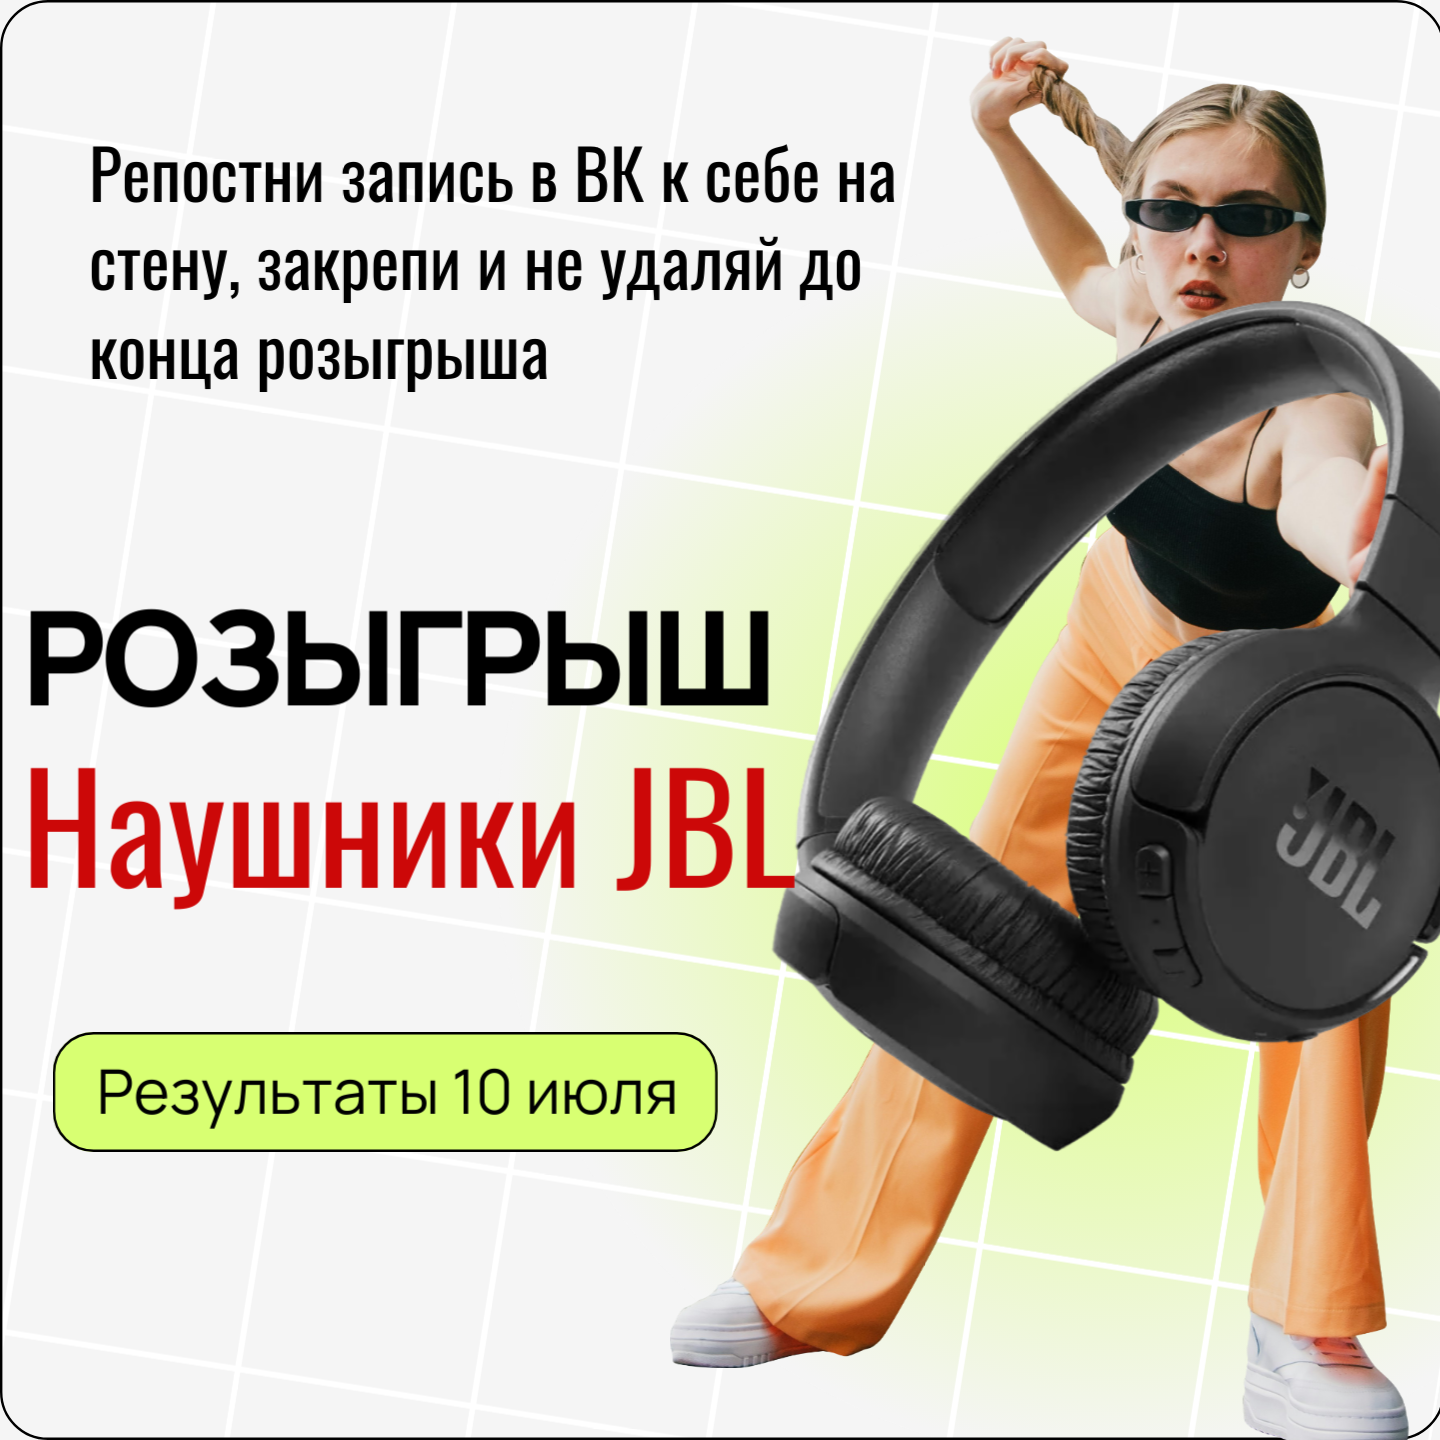 Репостни запись в ВК к себе на
стену, закрепи и не удаляй до
конца розыгрыша
РОЗЫГРЫШ
Наушники JBL
JBL
Результаты 10 июля